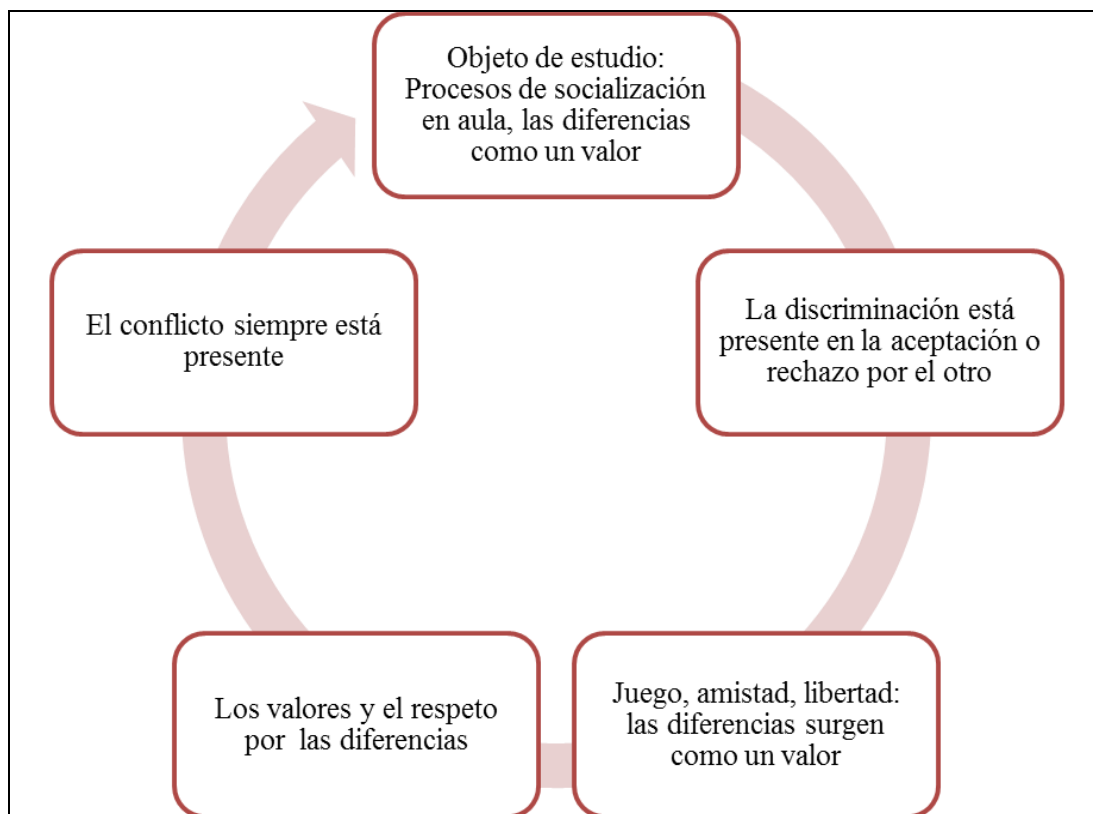 Objeto de estudio:
Procesos de socialización
en aula, las diferencias
como un valor
La discriminación está
presente en la aceptación o
rechazo por el otro
Juego, amistad, libertad:
las diferencias surgen
como un valor
Los valores y el respeto
por las diferencias
El conflicto siempre está
presente